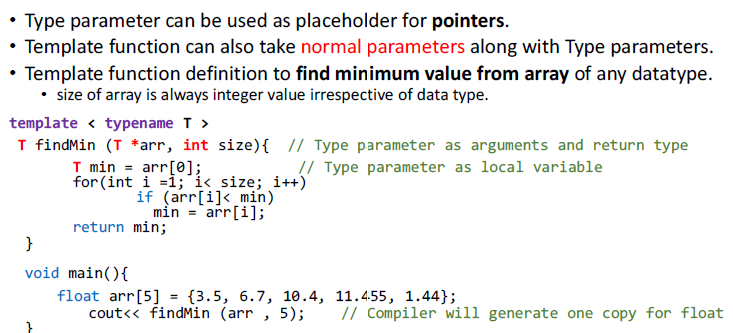 • Type parameter can be used as placeholder for pointers.
• Template function can also take normal parameters along with Type parameters.
• Template function definition to find minimum value from array of any datatype.
• size of array is always integer value irrespective of data type.
template < typename T >
T findMin (T *arr, int size){ // Type parameter as arguments and return type
T min = arr[0]; // Type parameter as local variable
for(int i =1; i< size; i++)
if (arr[i]< min)
min = arr[i];
return min;
}
void main(){
float arr[5] = {3.5, 6.7, 10.4, 11.455, 1.44};
cout<< findMin (arr , 5); // Compiler will generate one copy for float
}